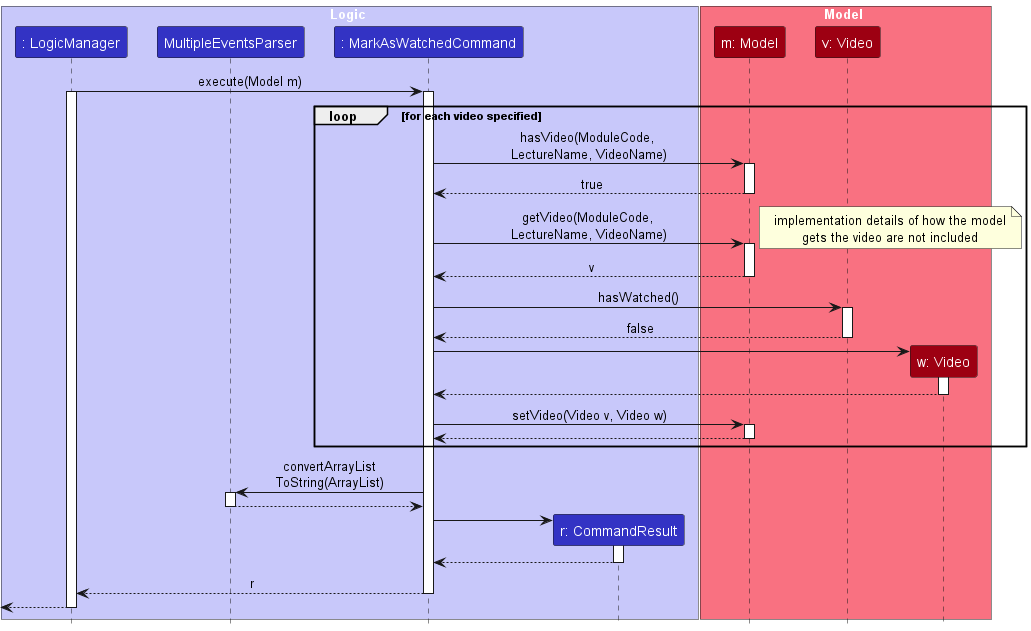 Logic
Model
: LogicManager
MultipleEventsParser
: MarkAsWatchedCommand
m: Model
v: Video
execute(Model m)
loop
[for each video specified]
hasVideo(ModuleCode,
LectureName, VideoName)
true
getVideo(ModuleCode,
LectureName, VideoName)
implementation details of how the model
gets the video are not included
v
hasWatched()
false
w: Video
setVideo(Video v, Video w)
convertArrayList
ToString(ArrayList)
r: CommandResult
r